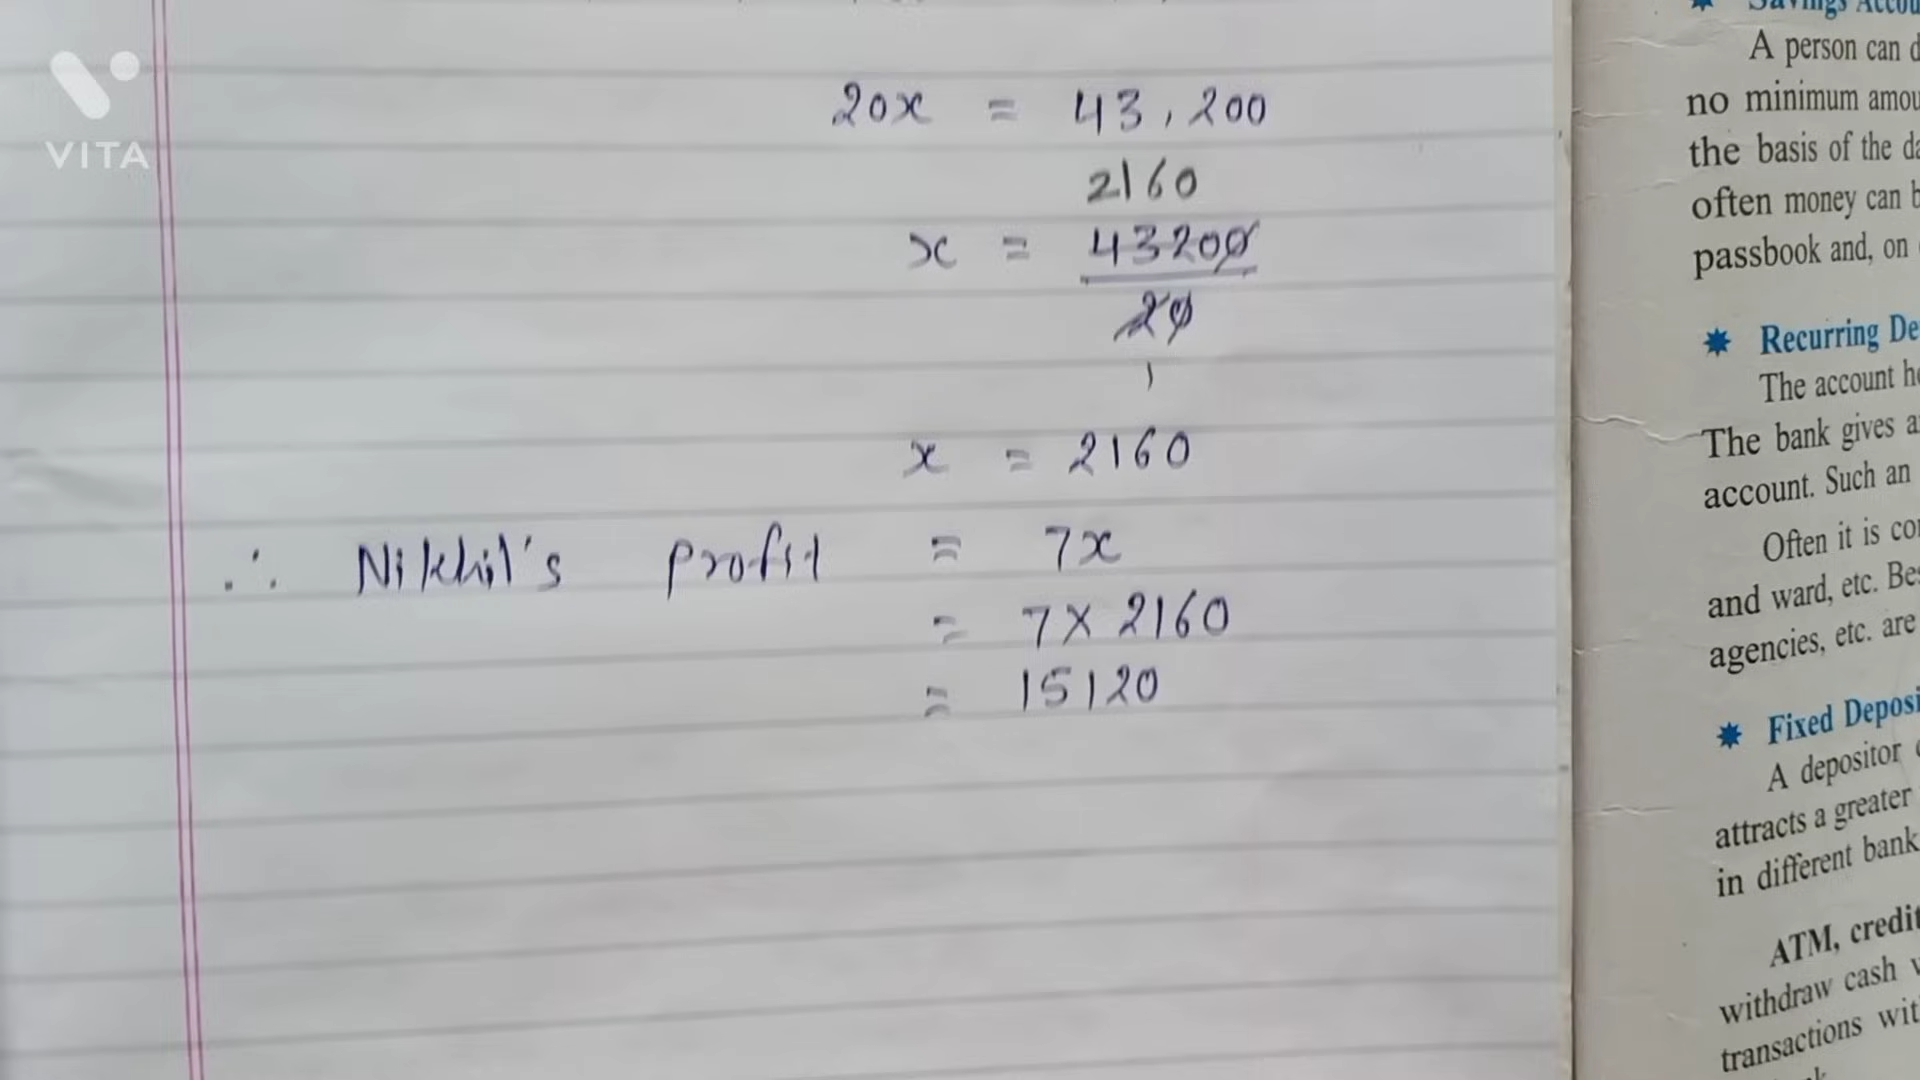 VITA
20x = 43,200
2160
x = 43200
20
1
x = 2160
∴ Nikhil's profit = 7x
= 7 × 2160
= 15120
Savings
A person can
no minimum
the basis of the
often money can
passbook and, on
✷ Recurring
The account
The bank gives
account. Such an
Often it is
and ward, etc.
agencies, etc. are
✷ Fixed
A depositor
attracts a greater
in different bank
ATM, credit
withdraw cash
transactions